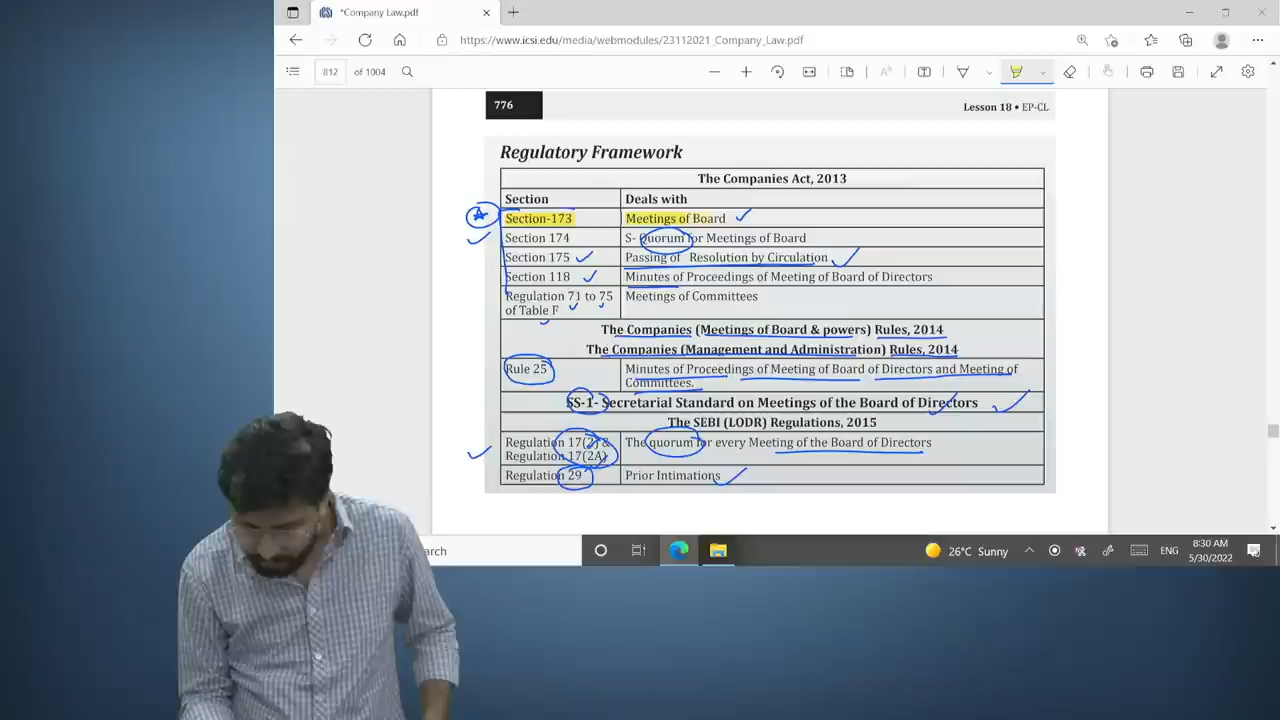 *Company Law.pdf
https://www.icsi.edu/media/webmodules/23112021_Company_Law.pdf
812 of 1004
776
Lesson 18 • EP-CL
Regulatory Framework
The Companies Act, 2013
Section Deals with
Section-173 Meetings of Board
Section 174 S- Quorum for Meetings of Board
Section 175 Passing of Resolution by Circulation
Section 118 Minutes of Proceedings of Meeting of Board of Directors
Regulation 71 to 75 Meetings of Committees
of Table F
The Companies (Meetings of Board & powers) Rules, 2014
The Companies (Management and Administration) Rules, 2014
Rule 25 Minutes of Proceedings of Meeting of Board of Directors and Meeting of
Committees.
SS-1- Secretarial Standard on Meetings of the Board of Directors
The SEBI (LODR) Regulations, 2015
Regulation 17(2) & The quorum for every Meeting of the Board of Directors
Regulation 17(2A)
Regulation 29 Prior Intimations
arch
26°C Sunny
ENG
8:30 AM
5/30/2022